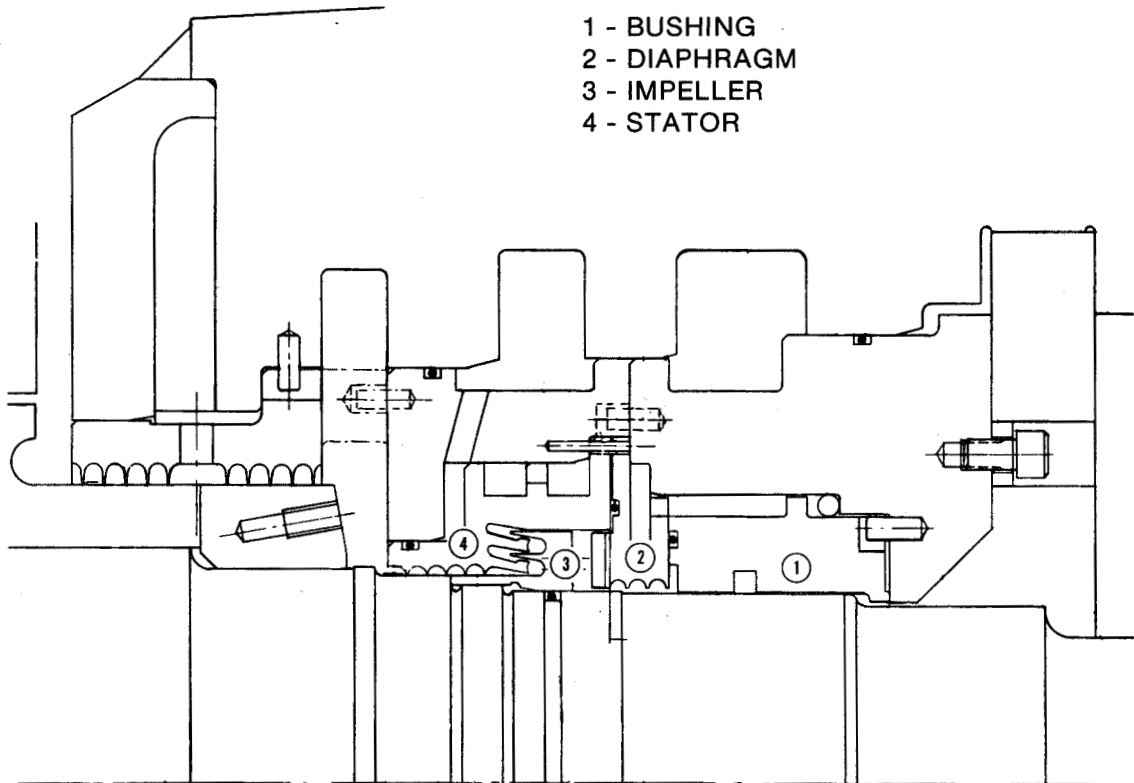 1 - BUSHING
2 - DIAPHRAGM
3 - IMPELLER
4 - STATOR
4
3
2
1